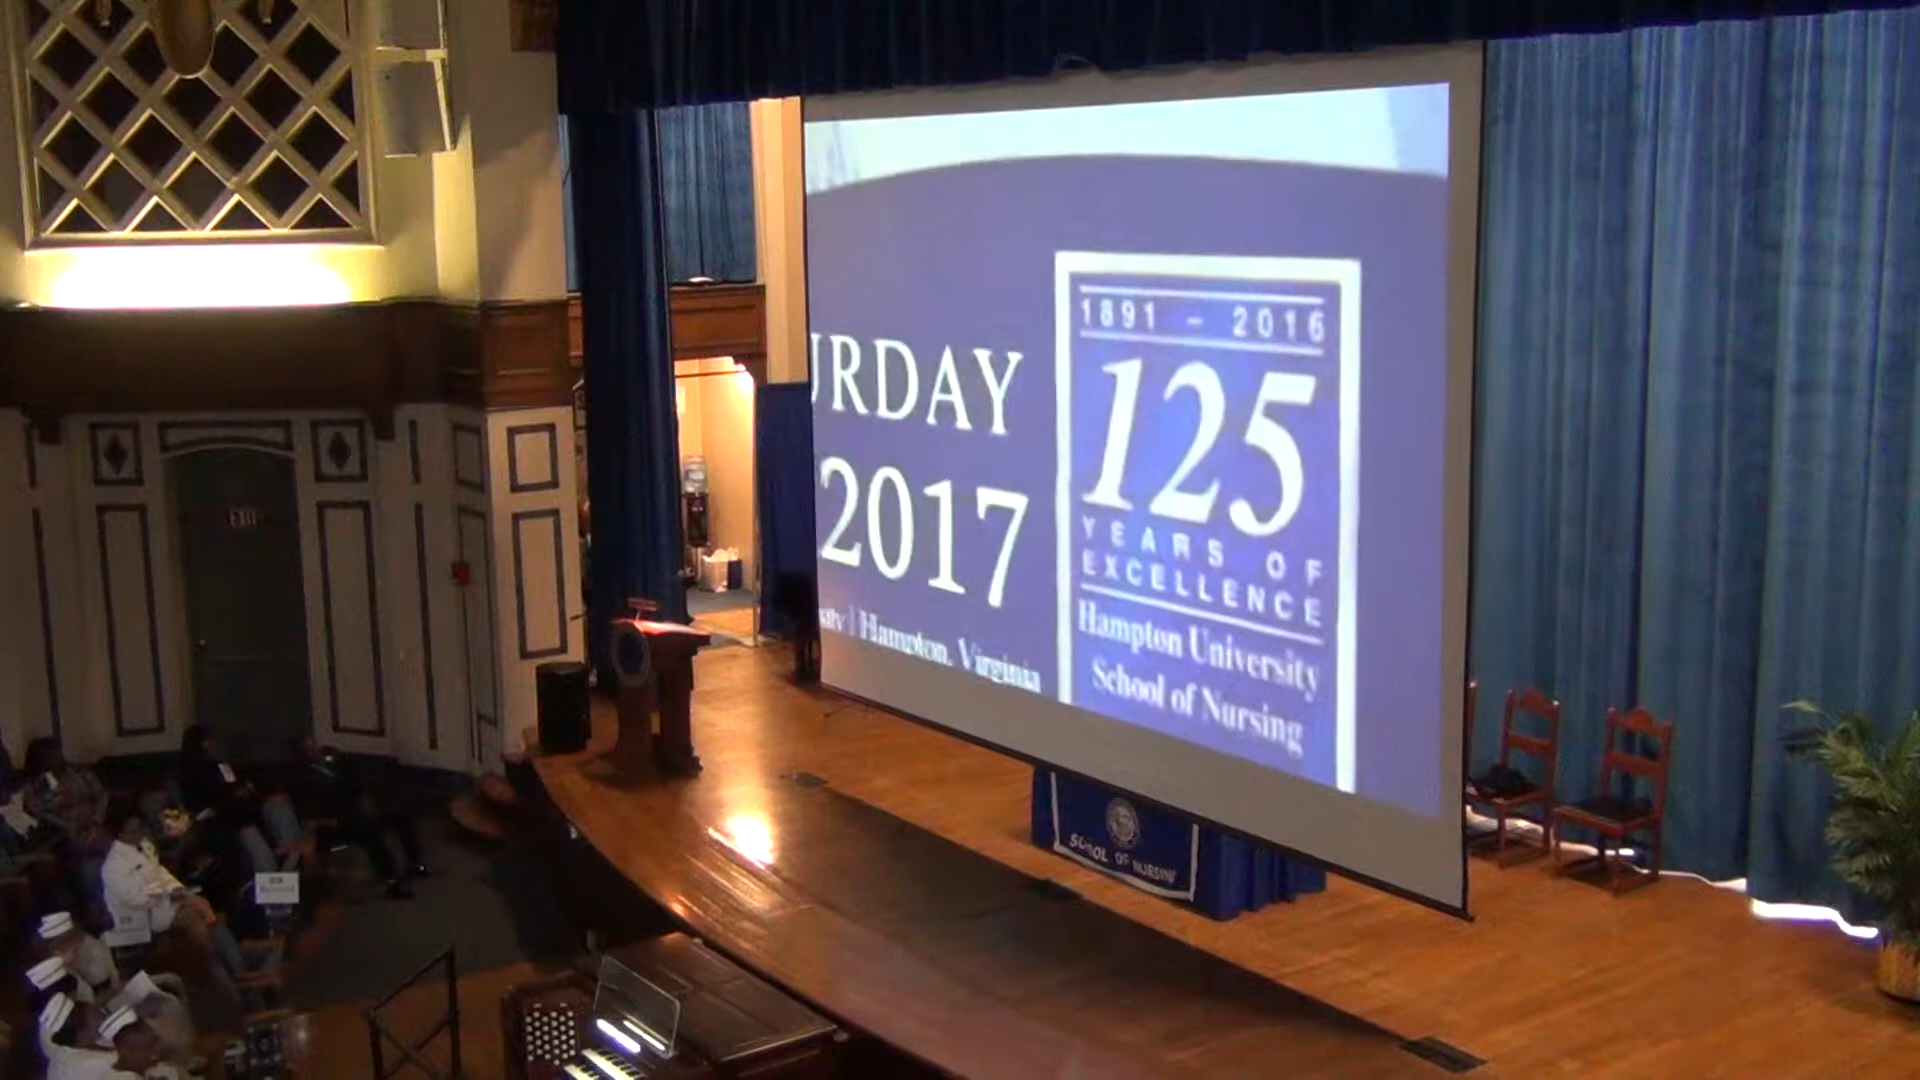 EXIT
URDAY
2017
sity | Hampton, Virginia
1891 - 2016
125
YEARS OF
EXCELLENCE
Hampton University
School of Nursing
SCHOOL OF NURSING